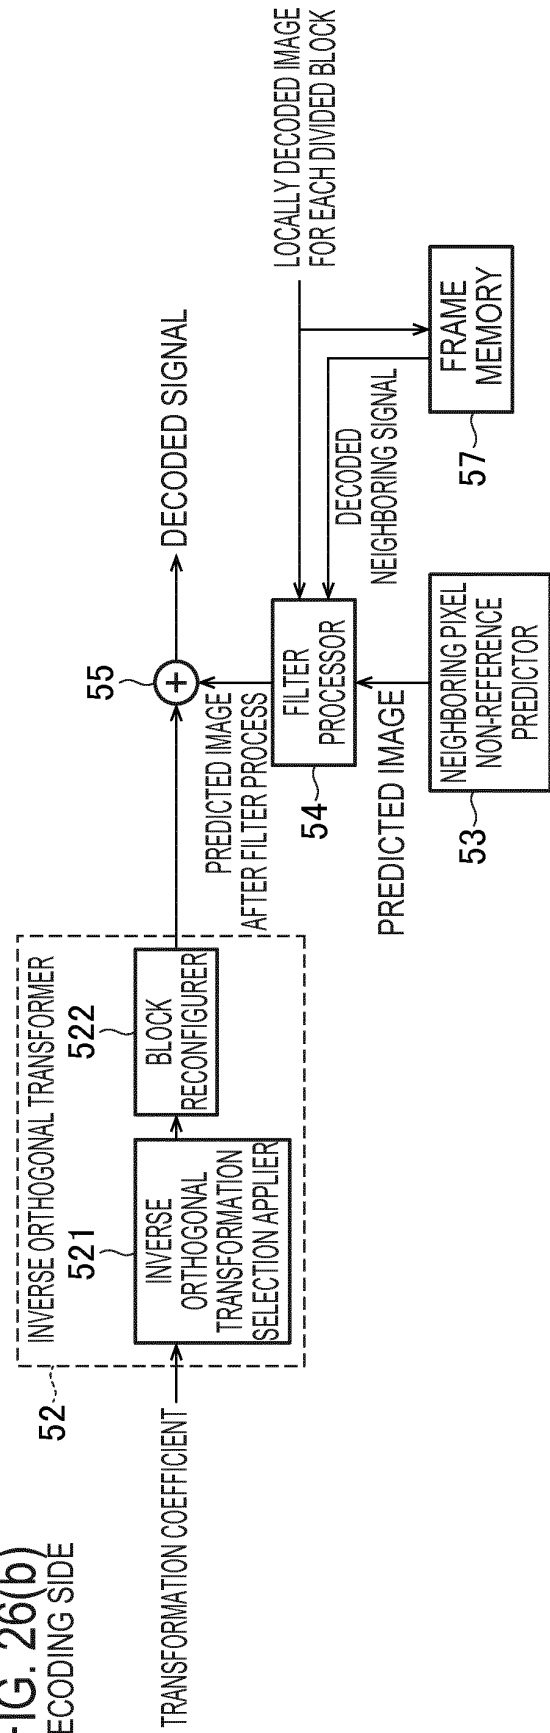 FIG. 26(b)
ECODING SIDE
TRANSFORMATION COEFFICIENT
52
INVERSE ORTHOGONAL TRANSFORMER
521
INVERSE
ORTHOGONAL
TRANSFORMATION
SELECTION APPLIER
522
BLOCK
RECONFIGURER
55
+
DECODED SIGNAL
PREDICTED IMAGE
AFTER FILTER PROCESS
54
FILTER
PROCESSOR
PREDICTED IMAGE
53
NEIGHBORING PIXEL
NON-REFERENCE
PREDICTOR
DECODED
NEIGHBORING SIGNAL
57
FRAME
MEMORY
LOCALLY DECODED IMAGE
FOR EACH DIVIDED BLOCK